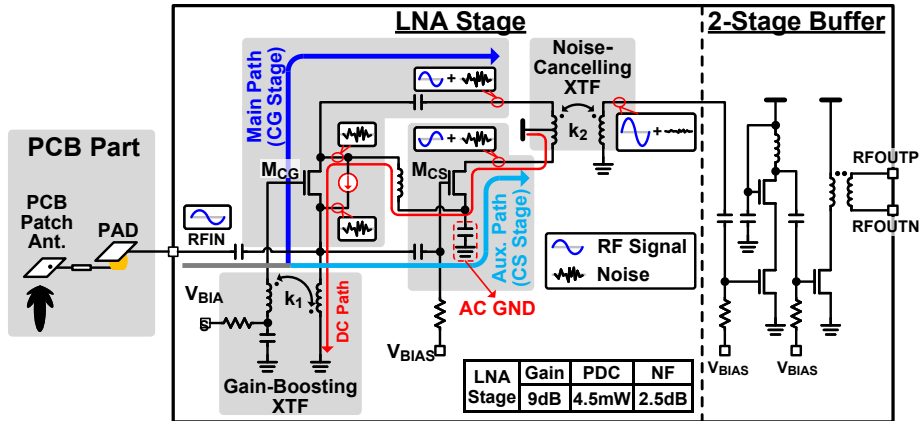 LNA Stage
2-Stage Buffer
Main Path
(CG Stage)
Noise-
Cancelling
XTF
k2
PCB Part
PCB
Patch
Ant.
PAD
RFIN
MCG
MCS
RFOUTP
RFOUTN
Aux. Path
(CS Stage)
RF Signal
Noise
AC GND
DC Path
VBIA
S
k1
Gain-Boosting
XTF
VBIAS
VBIAS
VBIAS
LNA Stage Gain PDC NF
9dB 4.5mW 2.5dB